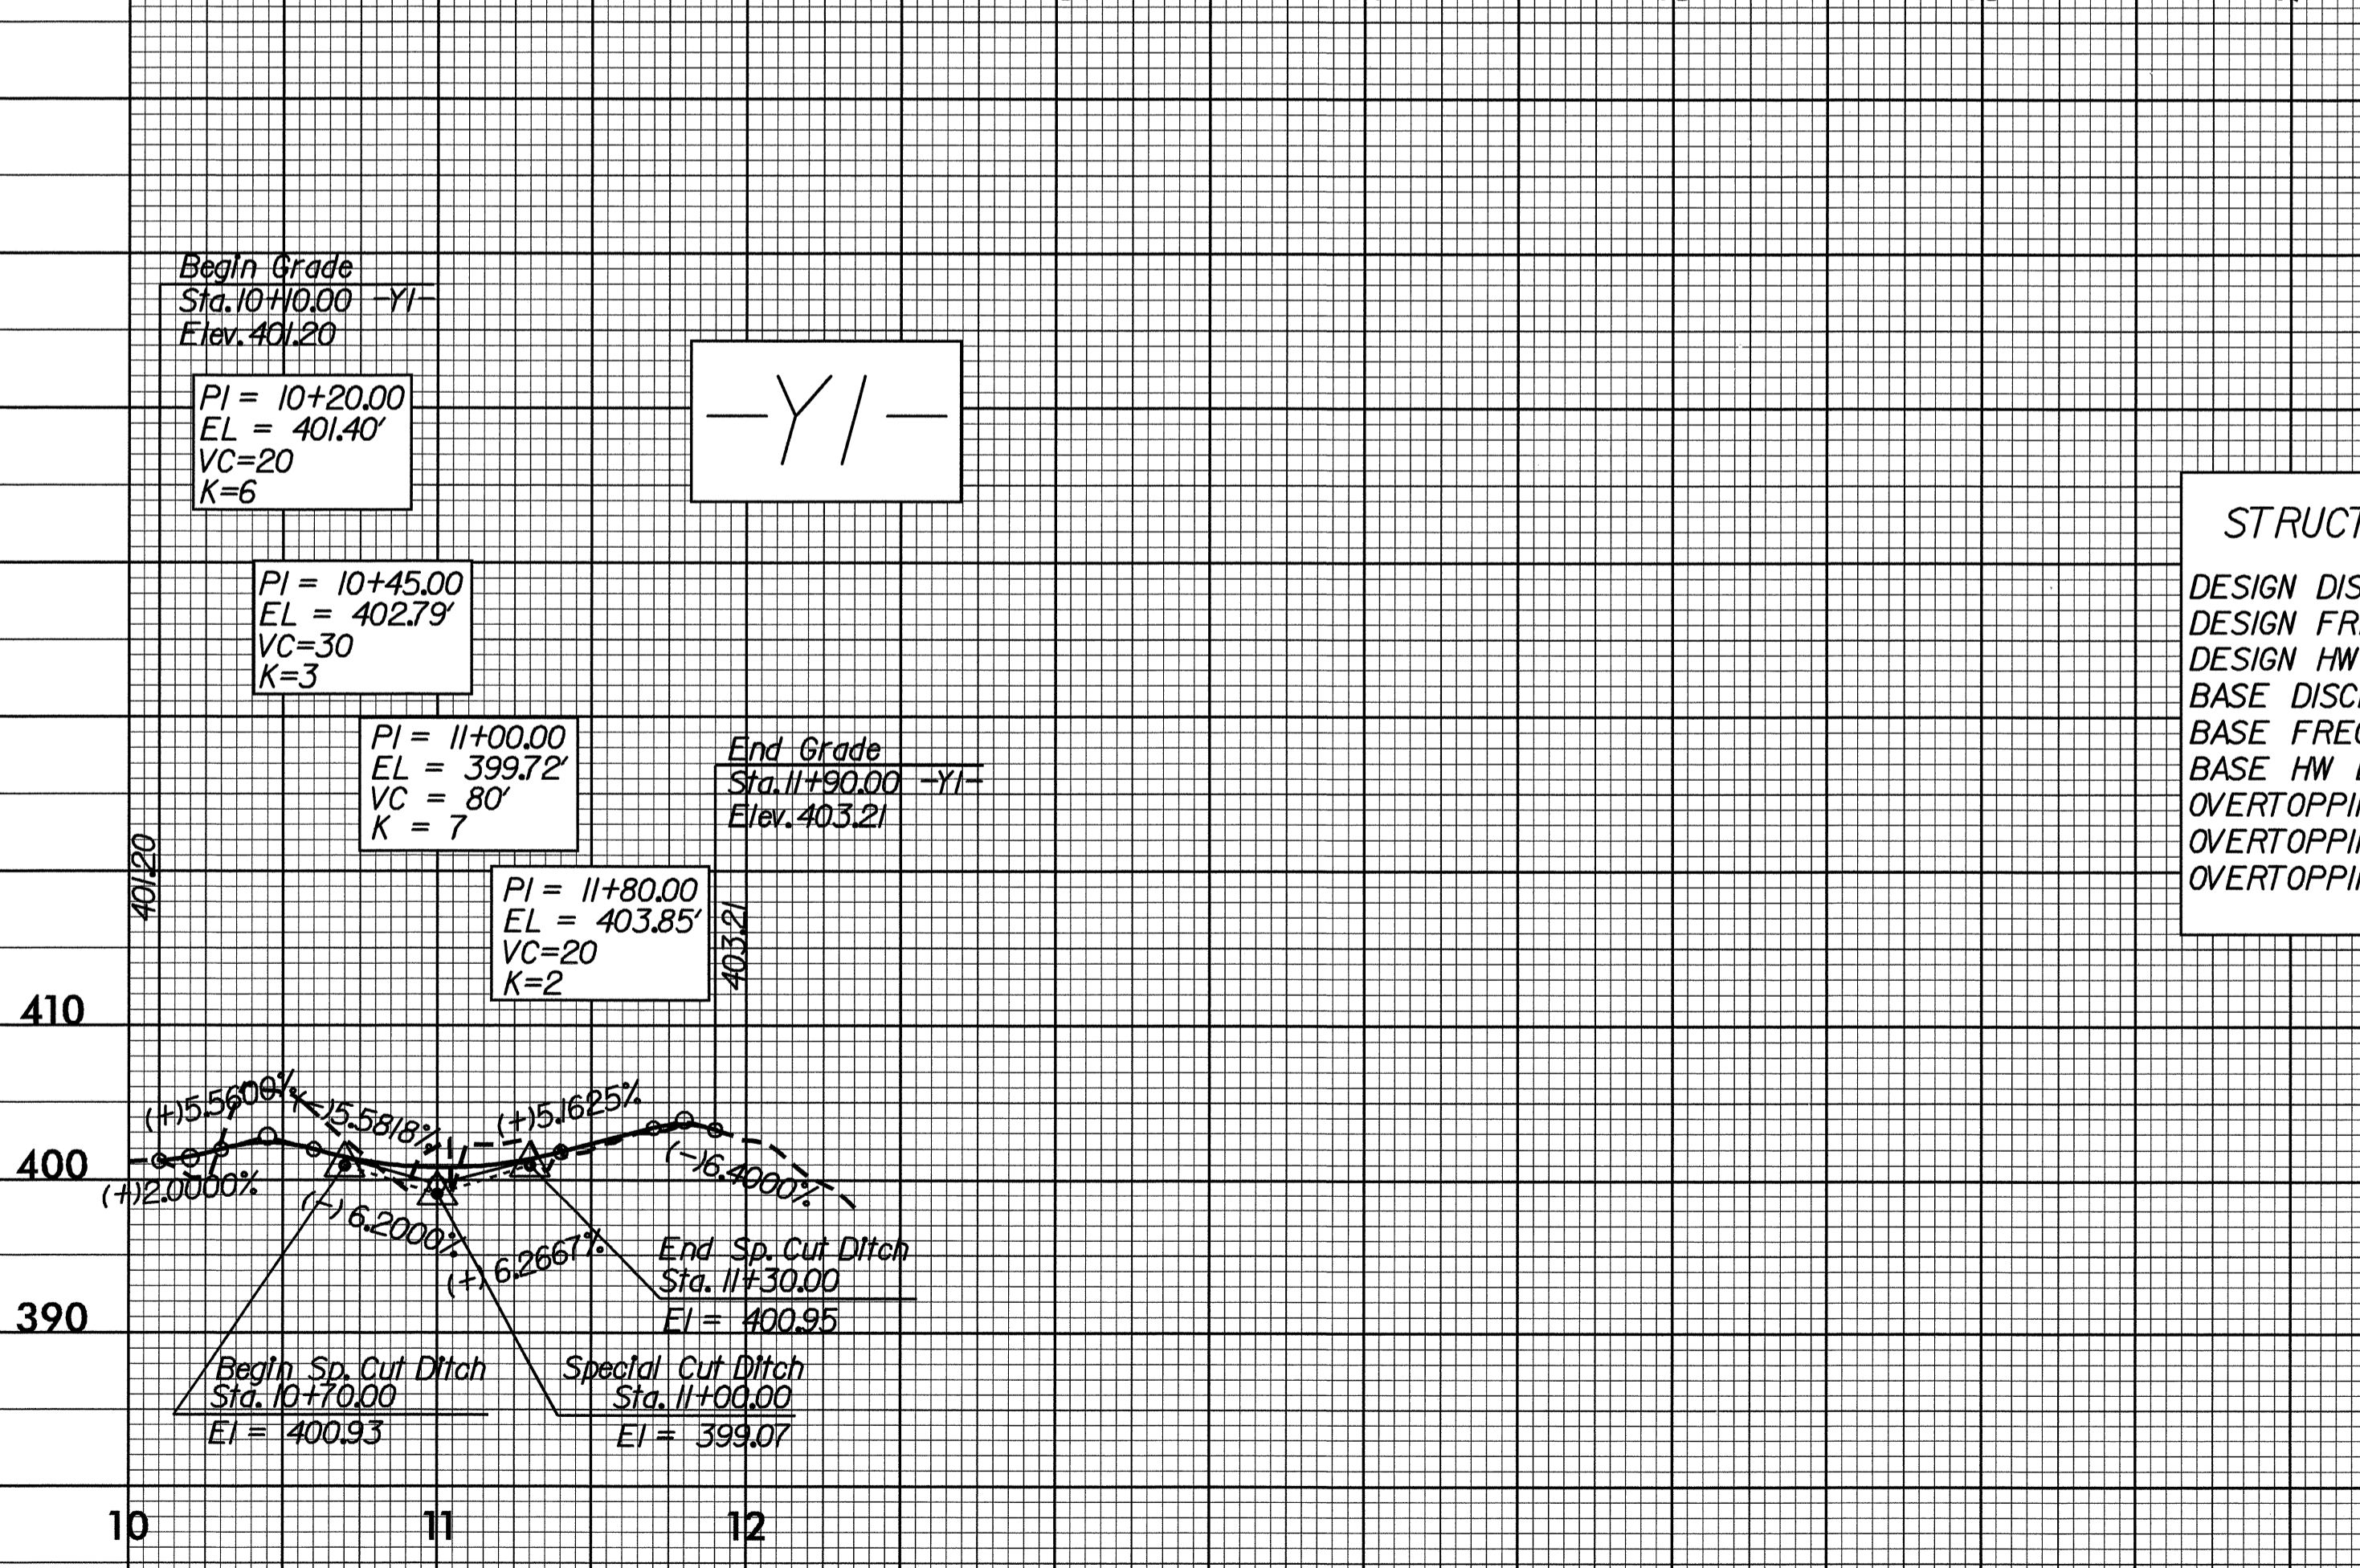 Begin Grade
Sta. 10+10.00 -Y1-
Elev. 401.20
PI = 10+20.00
EL = 401.40'
VC=20
K=6
-Y1-
PI = 10+45.00
EL = 402.79'
VC=30
K=3
PI = 11+00.00
EL = 399.72'
VC = 80'
K = 7
End Grade
Sta. 11+90.00 -Y1-
Elev. 403.21
PI = 11+80.00
EL = 403.85'
VC=20
K=2
401.20
403.21
STRUCT
DESIGN DIS
DESIGN FR
DESIGN HW
BASE DISC
BASE FRE
BASE HW
OVERTOPPI
OVERTOPPI
OVERTOPPI
410
400
390
(+)5.5600%
(-)5.5818%
(+)5.1625%
(+)2.0000%
(-)6.4000%
(-) 6.2000%
(+) 6.2667%
End Sp. Cut Ditch
Sta. 11+30.00
El = 400.95
Begin Sp. Cut Ditch
Sta. 10+70.00
El = 400.93
Special Cut Ditch
Sta. 11+00.00
El = 399.07
10 11 12